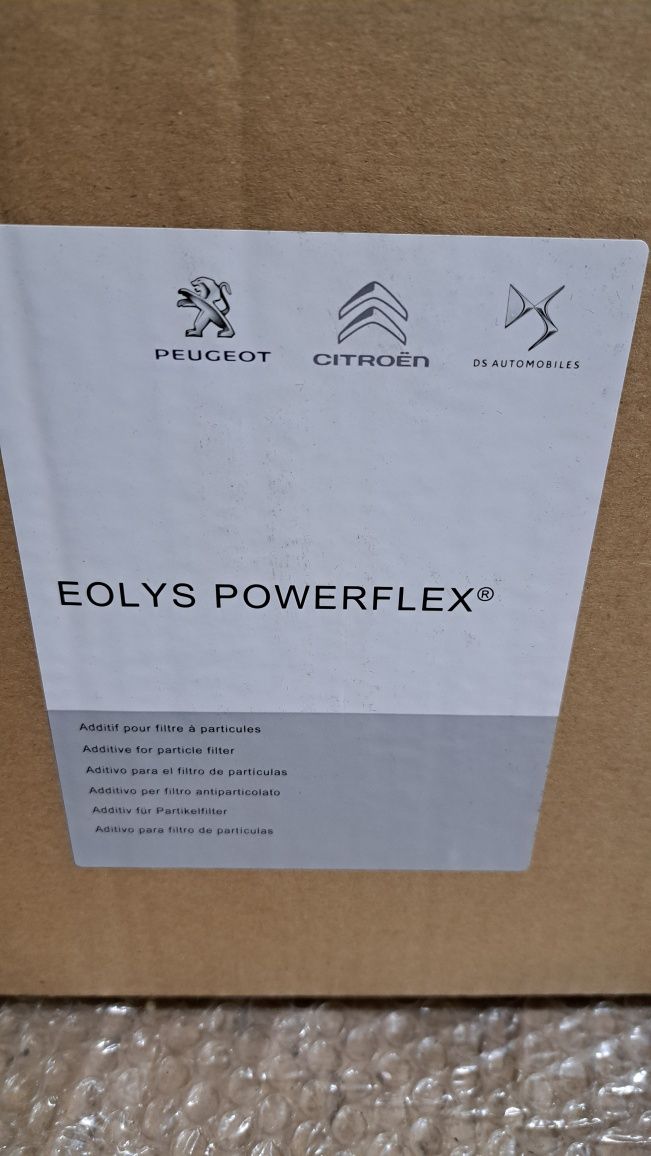 PEUGEOT
CITROËN
DS AUTOMOBILES
EOLYS POWERFLEX®
Additif pour filtre à particules
Additive for particle filter
Aditivo para el filtro de partículas
Additivo per filtro antiparticolato
Additiv für Partikelfilter
Aditivo para filtro de partículas